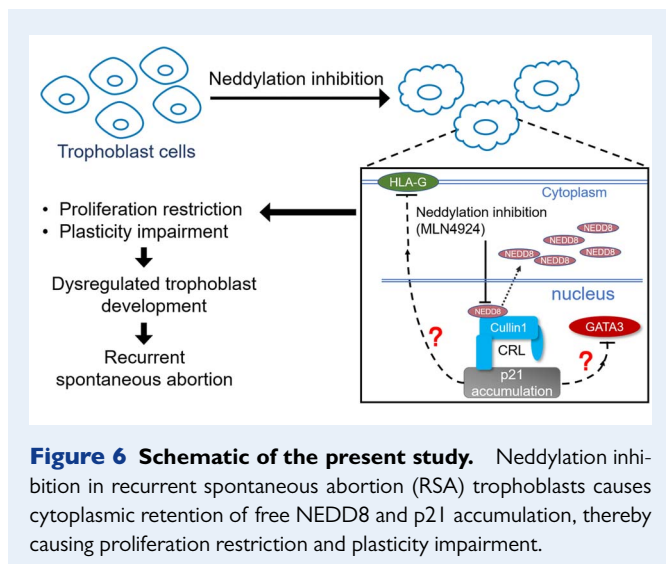 Neddylation inhibition
Trophoblast cells
HLA-G
Cytoplasm
Neddylation inhibition
(MLN4924)
NEDD8
NEDD8
NEDD8
NEDD8
NEDD8
NEDD8
nucleus
NEDD8
Cullin1
GATA3
CRL
?
?
p21
accumulation
• Proliferation restriction
• Plasticity impairment
Dysregulated trophoblast
development
Recurrent
spontaneous abortion
Figure 6 Schematic of the present study. Neddylation inhi-
bition in recurrent spontaneous abortion (RSA) trophoblasts causes
cytoplasmic retention of free NEDD8 and p21 accumulation, thereby
causing proliferation restriction and plasticity impairment.